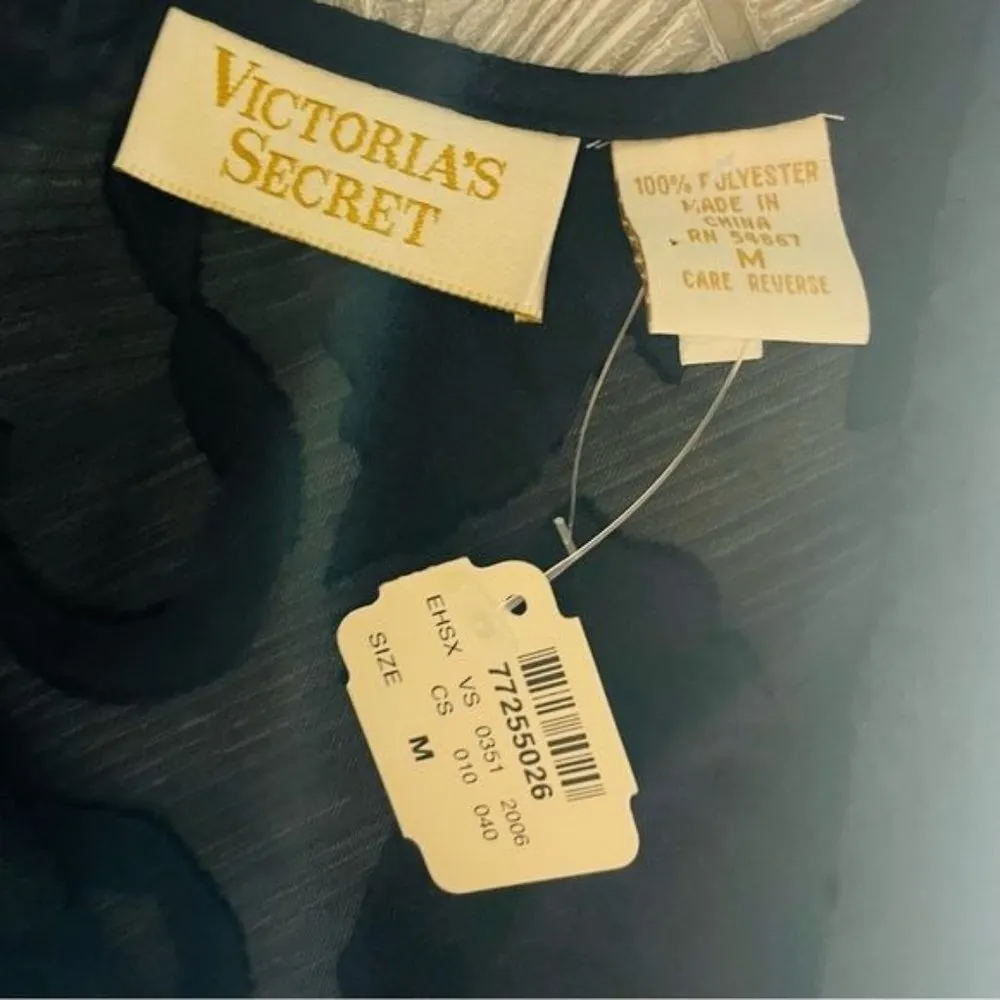 VICTORIA'S
SECRET
100% POLYESTER
MADE IN
CHINA
RN 54867
M
CARE REVERSE
77255026
EHSX VS 0351 2006
CS 010 040
SIZE M